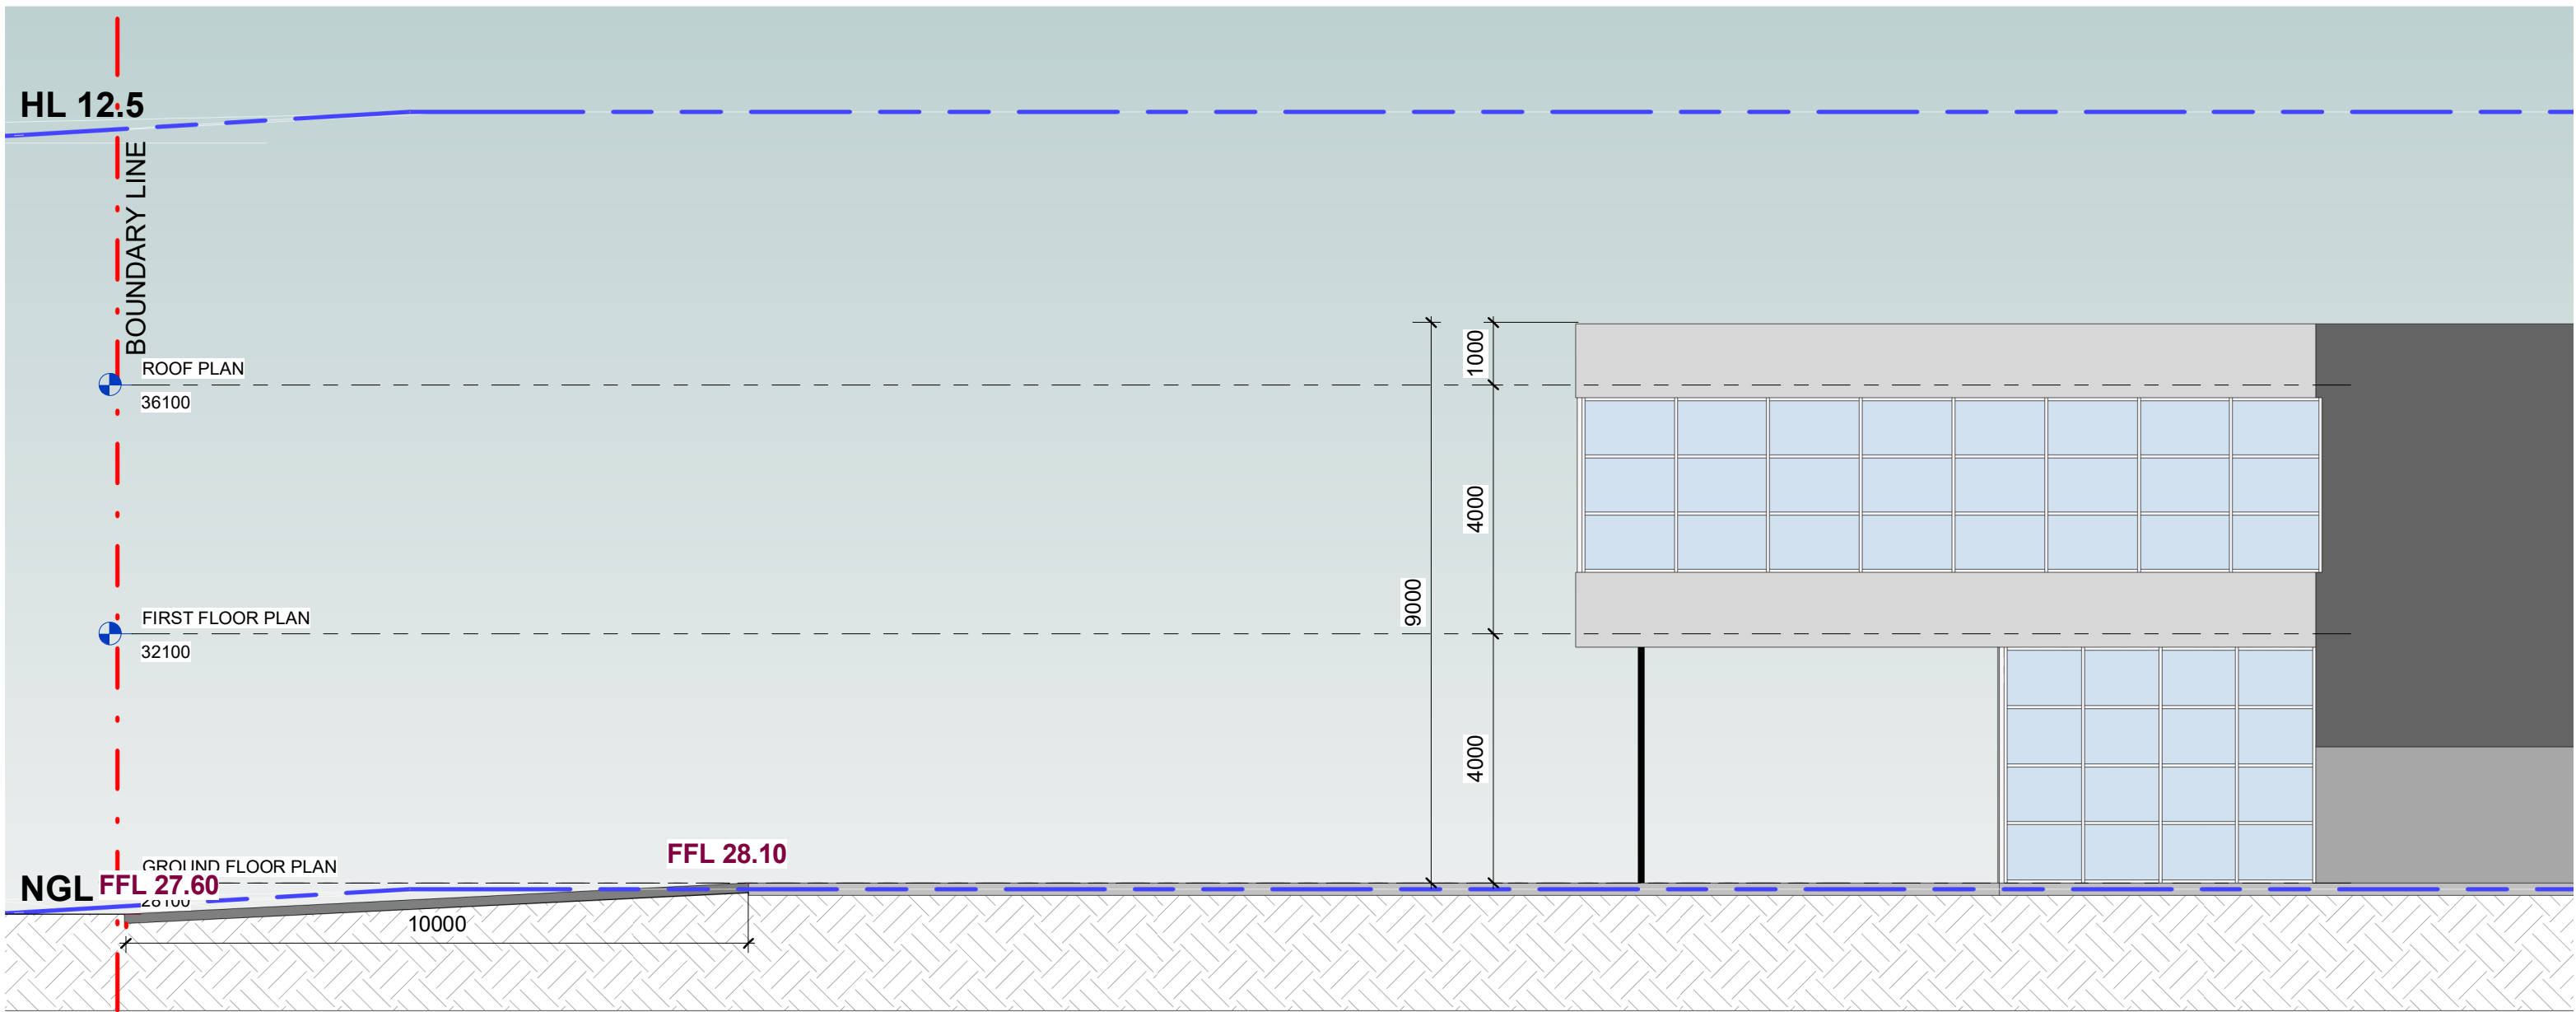 HL 12.5
BOUNDARY LINE
ROOF PLAN
36100
1000
4000
FIRST FLOOR PLAN
32100
9000
4000
FFL 28.10
GROUND FLOOR PLAN
NGL
FFL 27.60
28100
10000